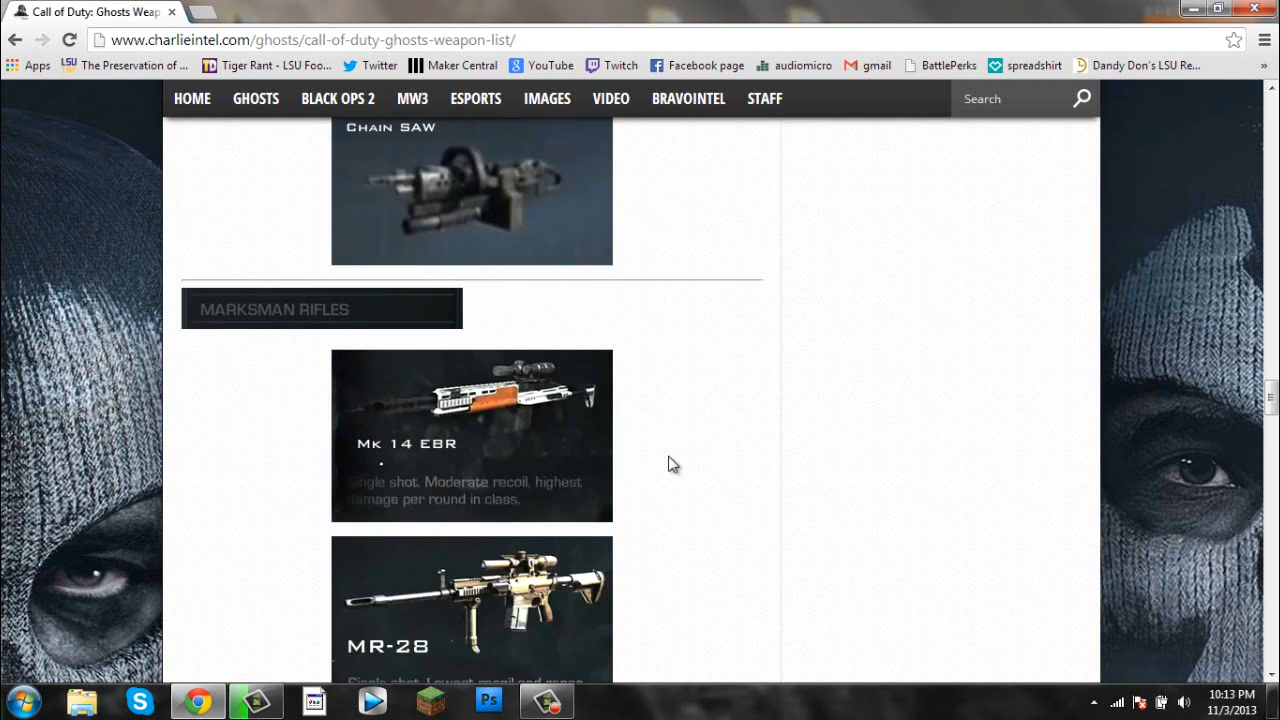 Call of Duty: Ghosts Weap
www.charlieintel.com/ghosts/call-of-duty-ghosts-weapon-list/
Apps
The Preservation of ...
Tiger Rant - LSU Foo...
Twitter
Maker Central
YouTube
Twitch
Facebook page
audiomicro
gmail
BattlePerks
spreadshirt
Dandy Don's LSU Re...
HOME GHOSTS BLACK OPS 2 MW3 ESPORTS IMAGES VIDEO BRAVOINTEL STAFF
Search
Chain SAW
MARKSMAN RIFLES
Mk 14 EBR
Single shot. Moderate recoil, highest
damage per round in class.
MR-28
10:13 PM
11/3/2013